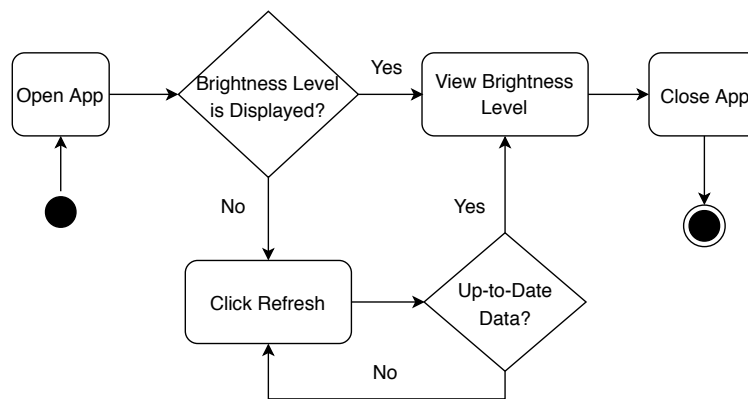 Open App
Brightness Level
is Displayed?
Yes
View Brightness
Level
Close App
No
Yes
Click Refresh
Up-to-Date
Data?
No